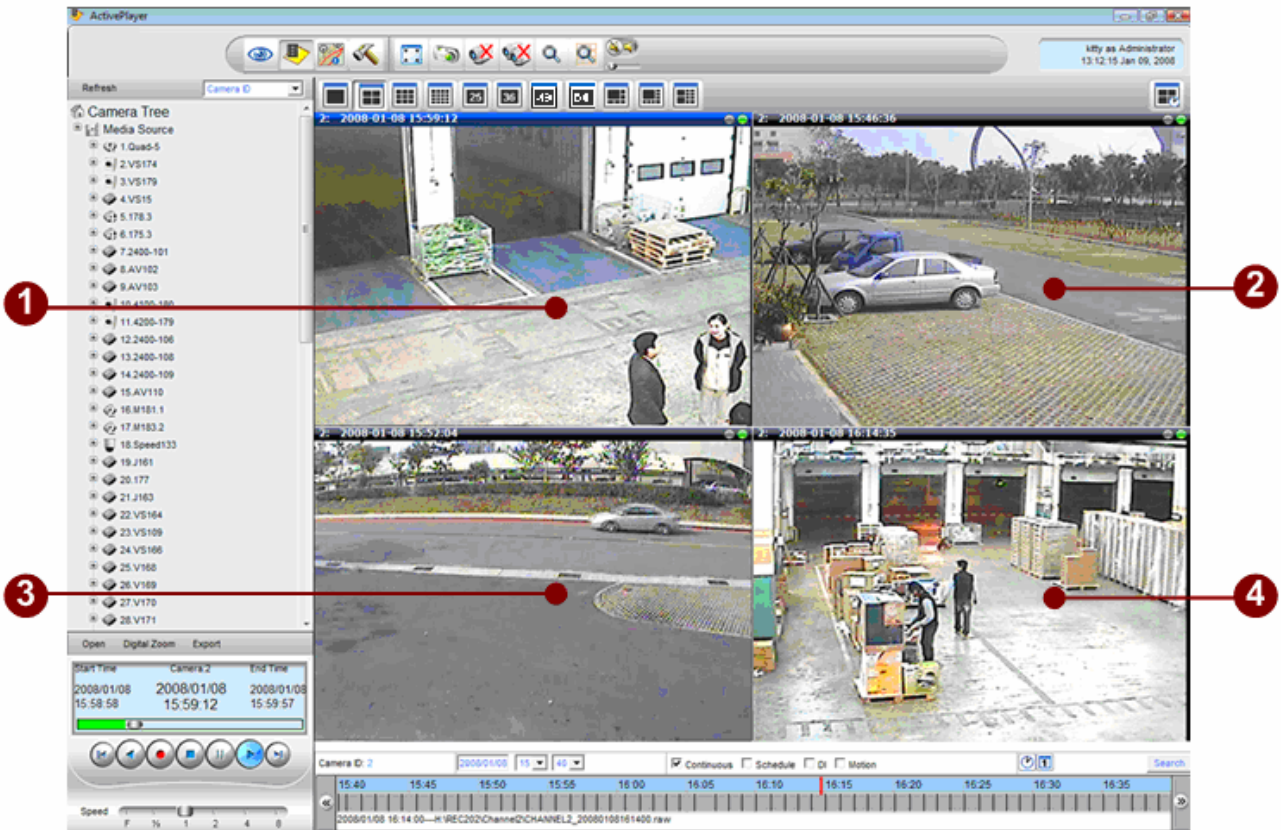 ActivePlayer
kitty as Administrator
13:12:15 Jan 09, 2008
Refresh
Camera ID
25
36
Camera Tree
Media Source
1.Quad-5
2.VS174
3.VS179
4.VS15
5.178.3
6.175.3
7.2400-101
8.AV102
9.AV103
10.4100-180
11.4200-179
12.2400-106
13.2400-108
14.2400-109
15.AV110
16.M181.1
17.M183.2
18.Speed133
19.J161
20.177
21.J163
22.VS164
23.VS109
24.VS166
25.V168
26.V169
27.V170
28.V171
2: 2008-01-08 15:59:12
2: 2008-01-08 15:46:36
1
2
2: 2008-01-08 15:52:04
2: 2008-01-08 16:14:35
3
4
Open Digital Zoom Export
Start Time Camera:2 End Time
2008/01/08 2008/01/08 2008/01/08
15:58:58 15:59:12 15:59:57
Speed
F ½ 1 2 4 8
Camera ID: 2 2008/01/08 15 40 Continuous Schedule DI Motion Search
15:40 15:45 15:50 15:55 16:00 16:05 16:10 16:15 16:20 16:25 16:30 16:35
2008/01/08 16:14:00---H:\REC202\Channel2\CHANNEL2_20080108161400.raw